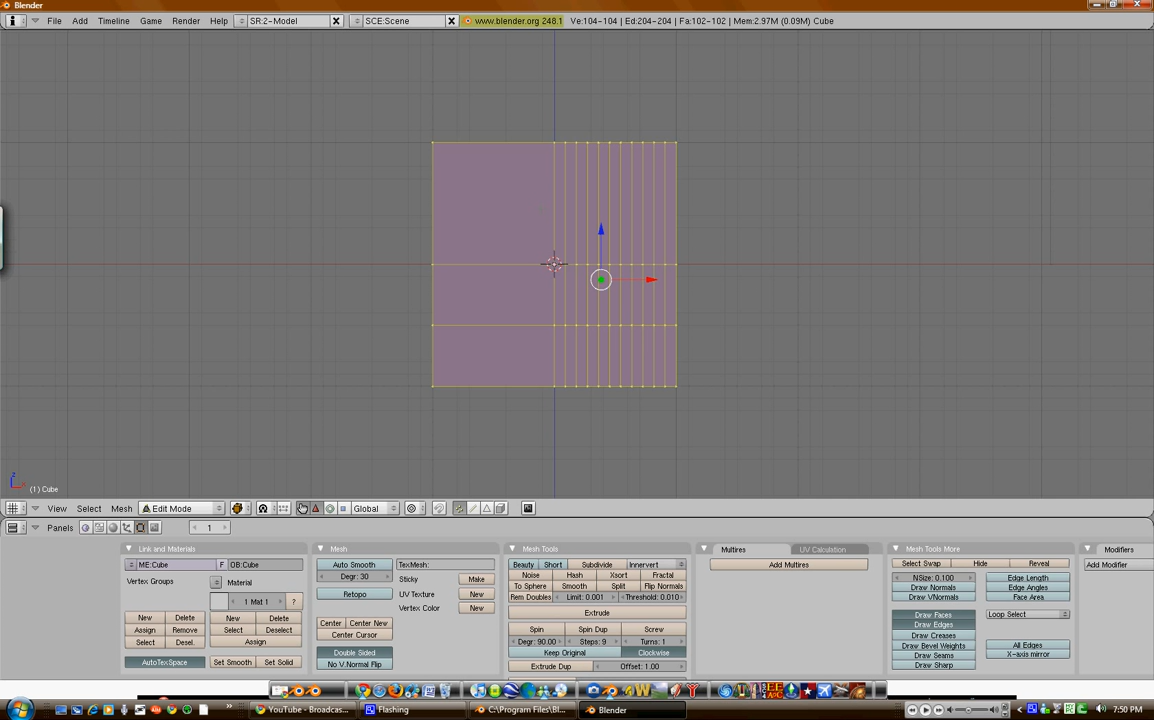 Blender
File Add Timeline Game Render Help SR:2-Model SCE:Scene www.blender.org 248.1 Ve:104-104 | Ed:204-204 | Fa:102-102 | Mem:2.97M (0.09M) Cube
z
x
(1) Cube
View Select Mesh Edit Mode Global
Panels 1
Link and Materials Mesh Mesh Tools Multires UV Calculation Mesh Tools More Modifiers
ME:Cube F OB:Cube Auto Smooth TexMesh: Beauty Short Subdivide Innervert Add Multires Select Swap Hide Reveal Add Modifier
Vertex Groups Material Degr: 30 Sticky Make Noise Hash Xsort Fractal NSize: 0.100 Edge Length
1 Mat 1 ? Retopo UV Texture New To Sphere Smooth Split Flip Normals Draw Normals Edge Angles
Rem Doubles Limit: 0.001 Threshold: 0.010 Draw VNormals Face Area
Vertex Color New
New Delete New Delete Center Center New Extrude Draw Faces Loop Select
Assign Remove Select Deselect Center Cursor Spin Spin Dup Screw Draw Edges
Select Desel. Assign Degr: 90.00 Steps: 9 Turns: 1 Draw Creases
Double Sided Keep Original Clockwise Draw Bevel Weights All Edges
AutoTexSpace Set Smooth Set Solid No V.Normal Flip Extrude Dup Offset: 1.00 Draw Seams X-axis mirror
Draw Sharp
YouTube - Broadcas... Flashing C:\Program Files\Bl... Blender 7:50 PM